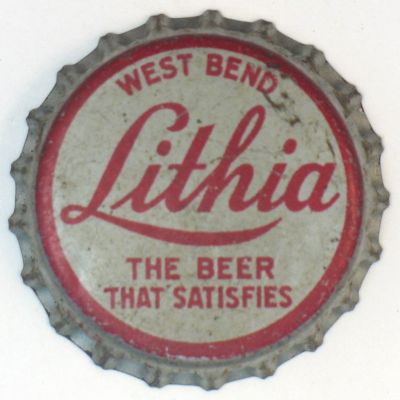 WEST BEND
Lithia
THE BEER
THAT SATISFIES